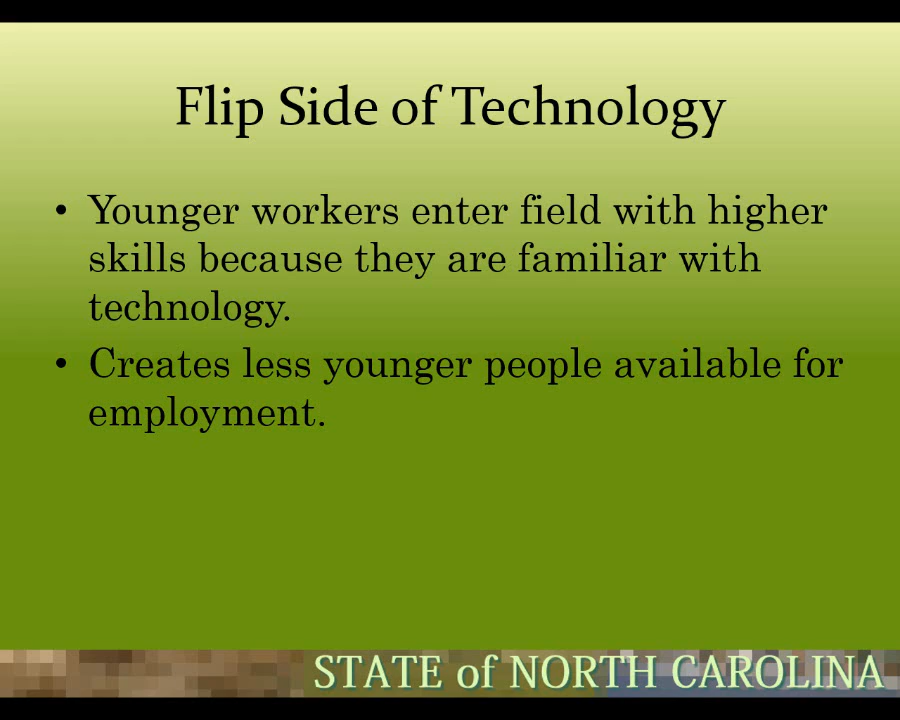 Flip Side of Technology
• Younger workers enter field with higher
skills because they are familiar with
technology.
• Creates less younger people available for
employment.
STATE of NORTH CAROLINA